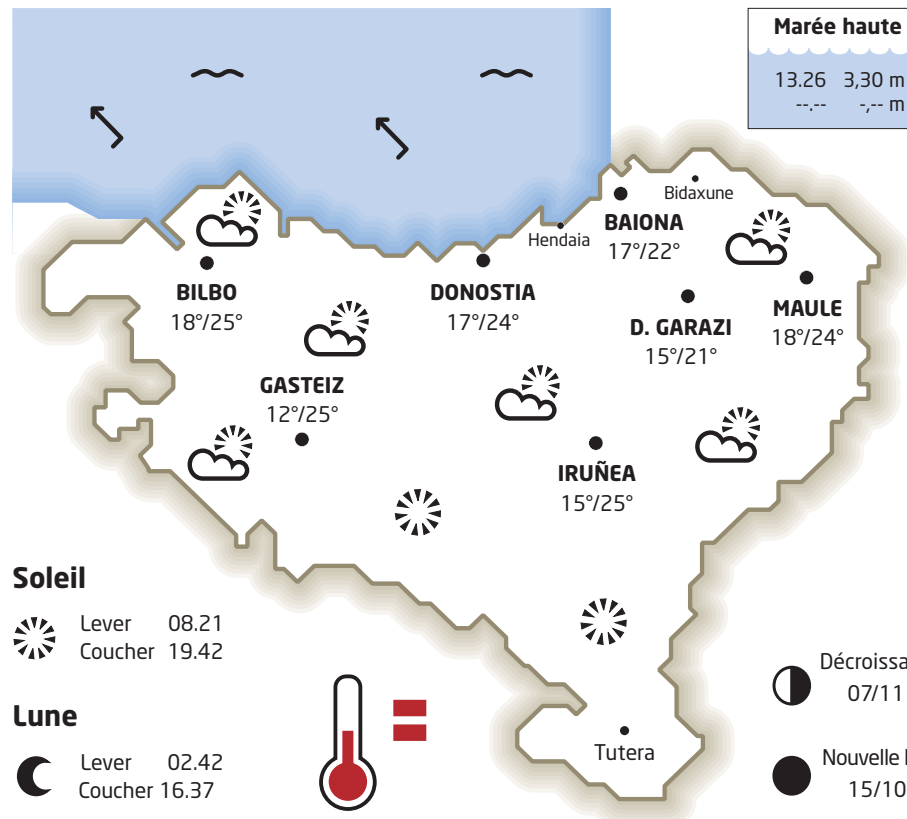 Marée haute
13.26 3,30 m
--.-- -,-- m
Bidaxune
BAIONA
17°/22°
Hendaia
BILBO
18°/25°
DONOSTIA
17°/24°
D. GARAZI
15°/21°
MAULE
18°/24°
GASTEIZ
12°/25°
IRUÑEA
15°/25°
Soleil
Lever 08.21
Coucher 19.42
Lune
Lever 02.42
Coucher 16.37
Tutera
Décroissa
07/11
Nouvelle
15/10